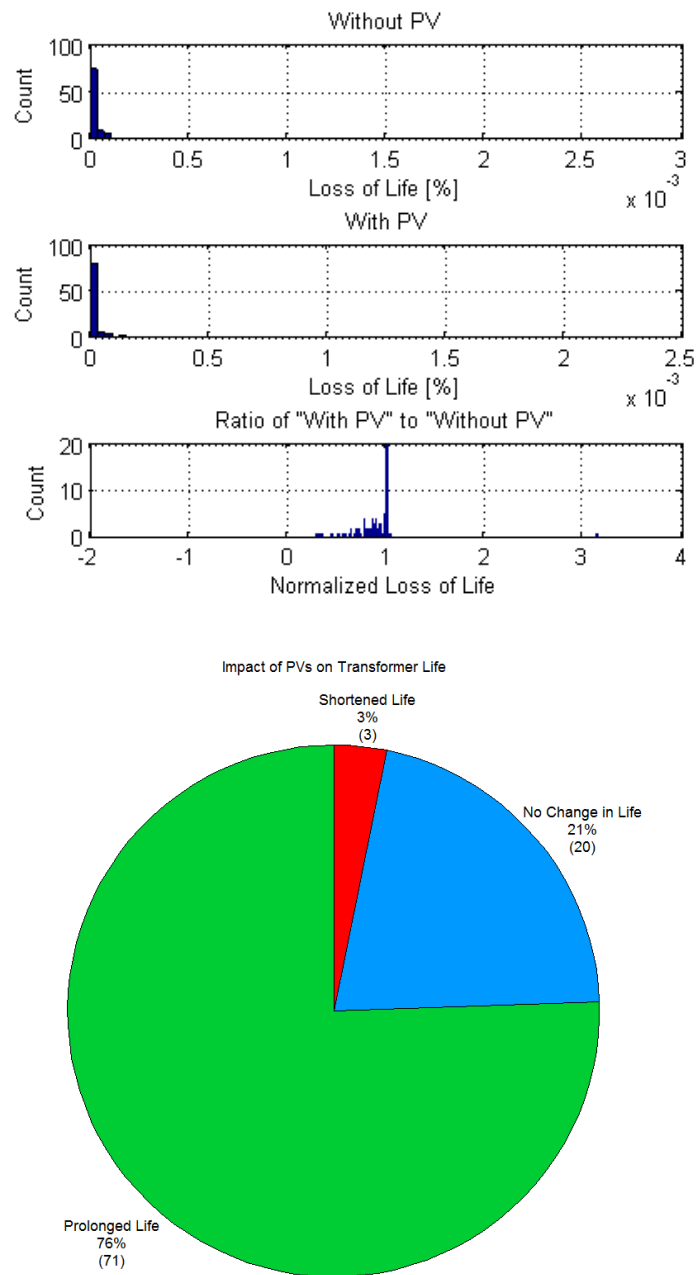 Without PV
100
50
0
Count
0 0.5 1 1.5 2 2.5 3
Loss of Life [%]
x 10^-3
With PV
100
50
0
Count
0 0.5 1 1.5 2 2.5
Loss of Life [%]
x 10^-3
Ratio of "With PV" to "Without PV"
20
10
0
Count
-2 -1 0 1 2 3 4
Normalized Loss of Life
Impact of PVs on Transformer Life
Shortened Life
3%
(3)
No Change in Life
21%
(20)
Prolonged Life
76%
(71)